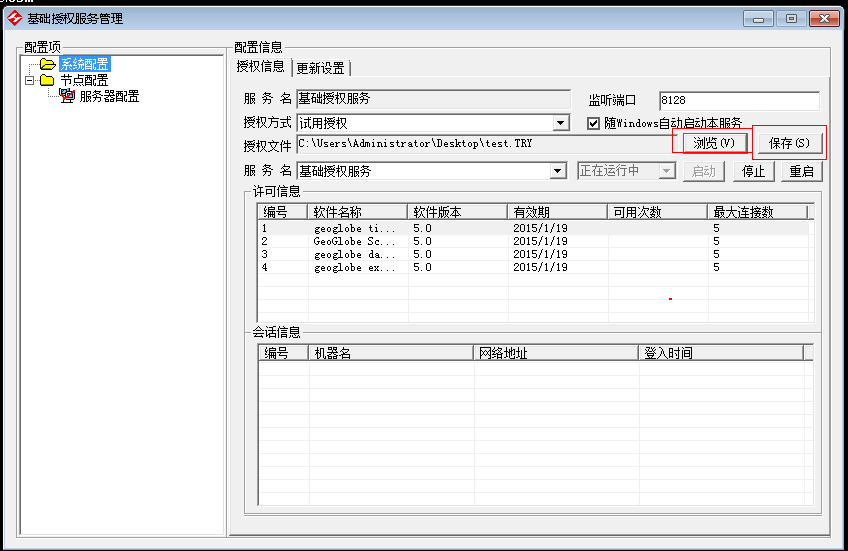 基础授权服务管理
配置项
系统配置
节点配置
服务器配置
配置信息
授权信息 更新设置
服 务 名 基础授权服务 监听端口 8128
授权方式 试用授权 随Windows自动启动本服务
授权文件 C:\Users\Administrator\Desktop\test.TRY 浏览(V) 保存(S)
服 务 名 基础授权服务 正在运行中 启动 停止 重启
许可信息
编号 软件名称 软件版本 有效期 可用次数 最大连接数
1 geoglobe ti... 5.0 2015/1/19 5
2 GeoGlobe Sc... 5.0 2015/1/19 5
3 geoglobe da... 5.0 2015/1/19 5
4 geoglobe ex... 5.0 2015/1/19 5
会话信息
编号 机器名 网络地址 登入时间